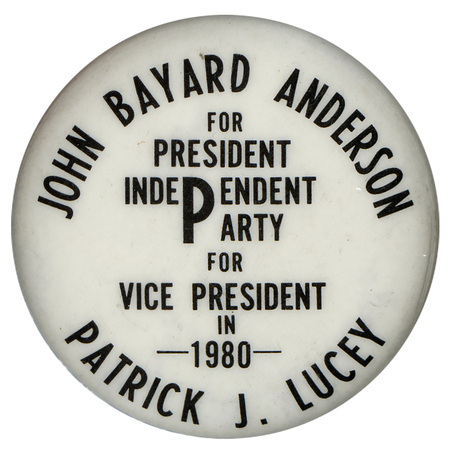 JOHN BAYARD ANDERSON
FOR
PRESIDENT
INDEPENDENT
PARTY
FOR
VICE PRESIDENT
IN
—1980—
PATRICK J. LUCEY